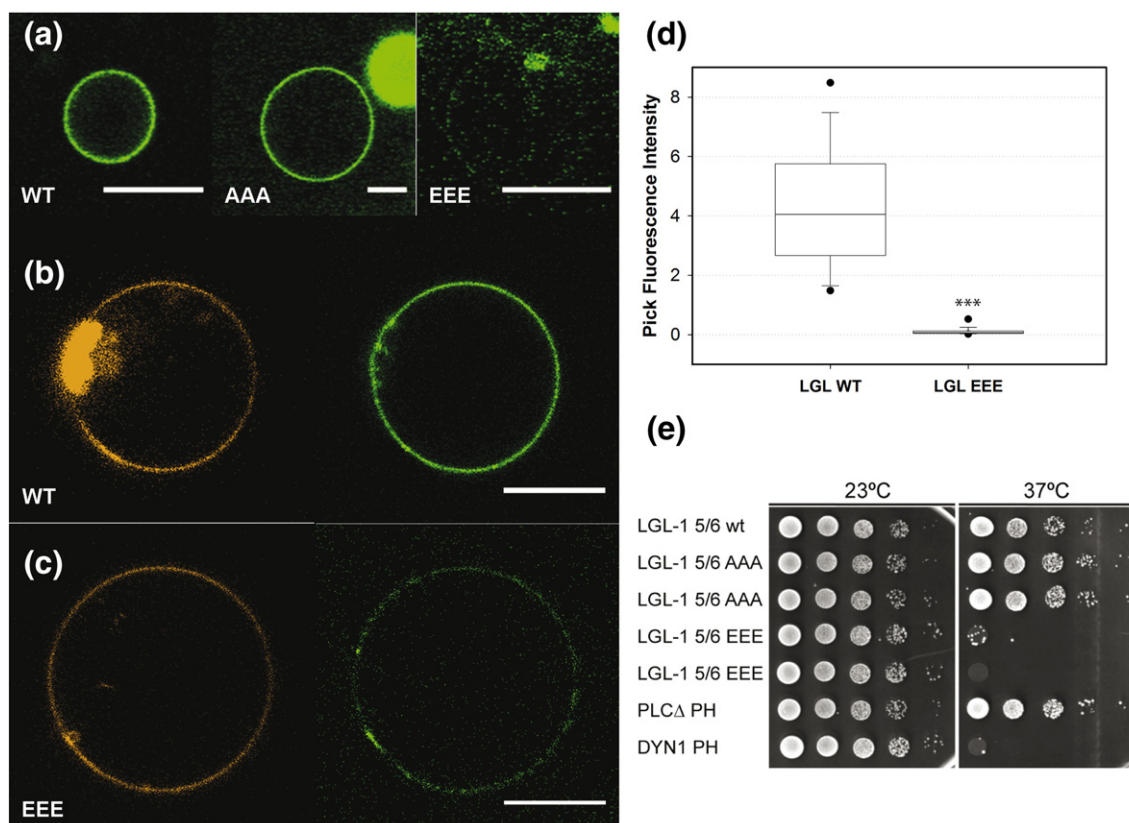 (a)
WT
AAA
EEE
(b)
WT
(c)
EEE
(d)
Pick Fluorescence Intensity
8
6
4
2
0
***
LGL WT
LGL EEE
(e)
23ºC
37ºC
LGL-1 5/6 wt
LGL-1 5/6 AAA
LGL-1 5/6 AAA
LGL-1 5/6 EEE
LGL-1 5/6 EEE
PLCΔ PH
DYN1 PH